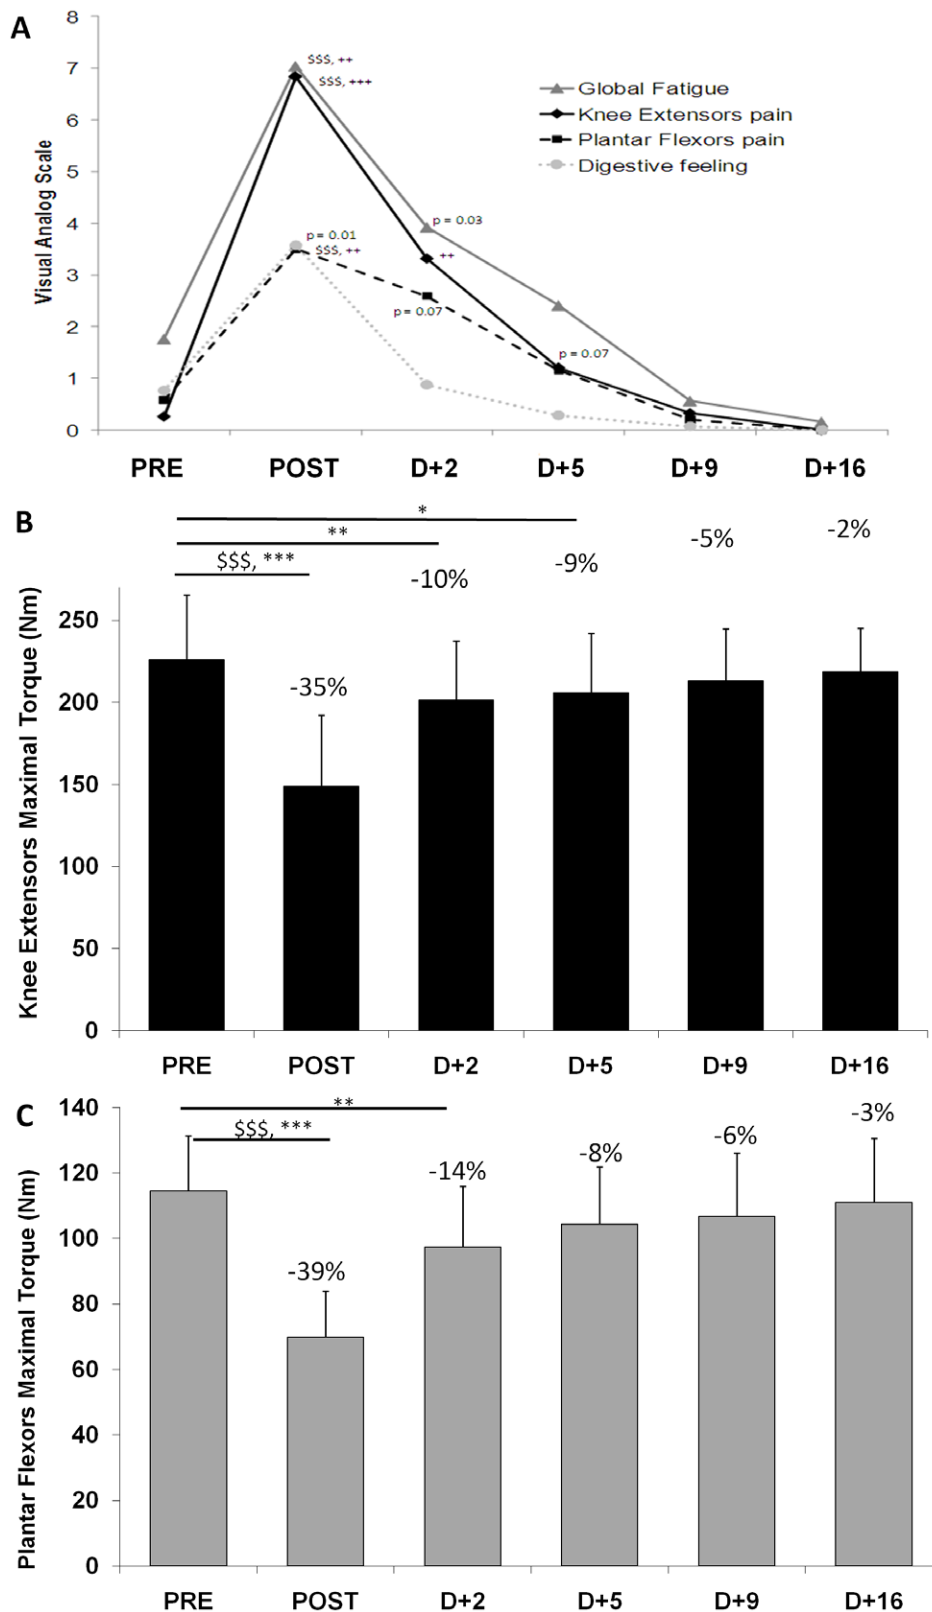 A
Visual Analog Scale
8
7
6
5
4
3
2
1
0
$$$, ++
$$$, +++
p = 0.01
$$$, ++
p = 0.03
++
p = 0.07
p = 0.07
Global Fatigue
Knee Extensors pain
Plantar Flexors pain
Digestive feeling
PRE POST D+2 D+5 D+9 D+16
B
Knee Extensors Maximal Torque (Nm)
*
**
$$$, ***
-35%
-10%
-9%
-5%
-2%
250
200
150
100
50
0
PRE POST D+2 D+5 D+9 D+16
C
Plantar Flexors Maximal Torque (Nm)
**
$$$, ***
-39%
-14%
-8%
-6%
-3%
140
120
100
80
60
40
20
0
PRE POST D+2 D+5 D+9 D+16